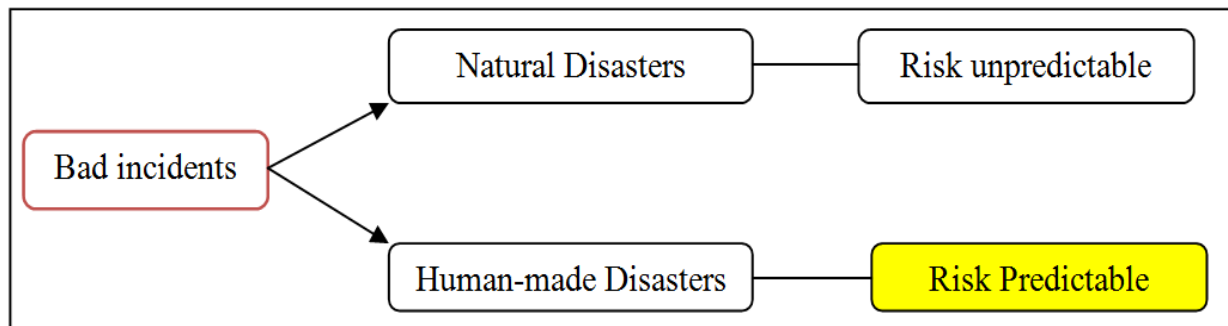 Natural Disasters
Risk unpredictable
Bad incidents
Human-made Disasters
Risk Predictable